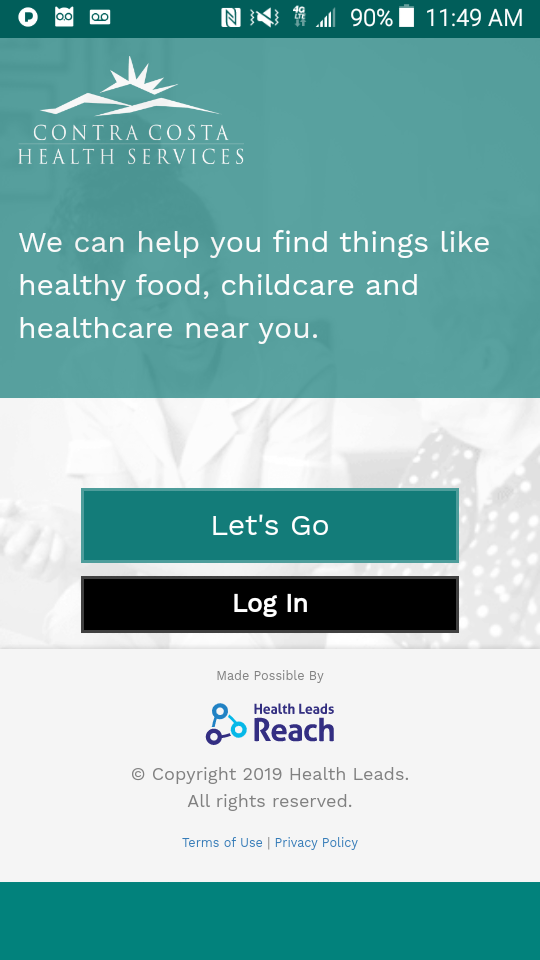 4G
LTE
90% 11:49 AM
CONTRA COSTA
HEALTH SERVICES
We can help you find things like
healthy food, childcare and
healthcare near you.
Let's Go
Log In
Made Possible By
Health Leads
Reach
© Copyright 2019 Health Leads.
All rights reserved.
Terms of Use | Privacy Policy